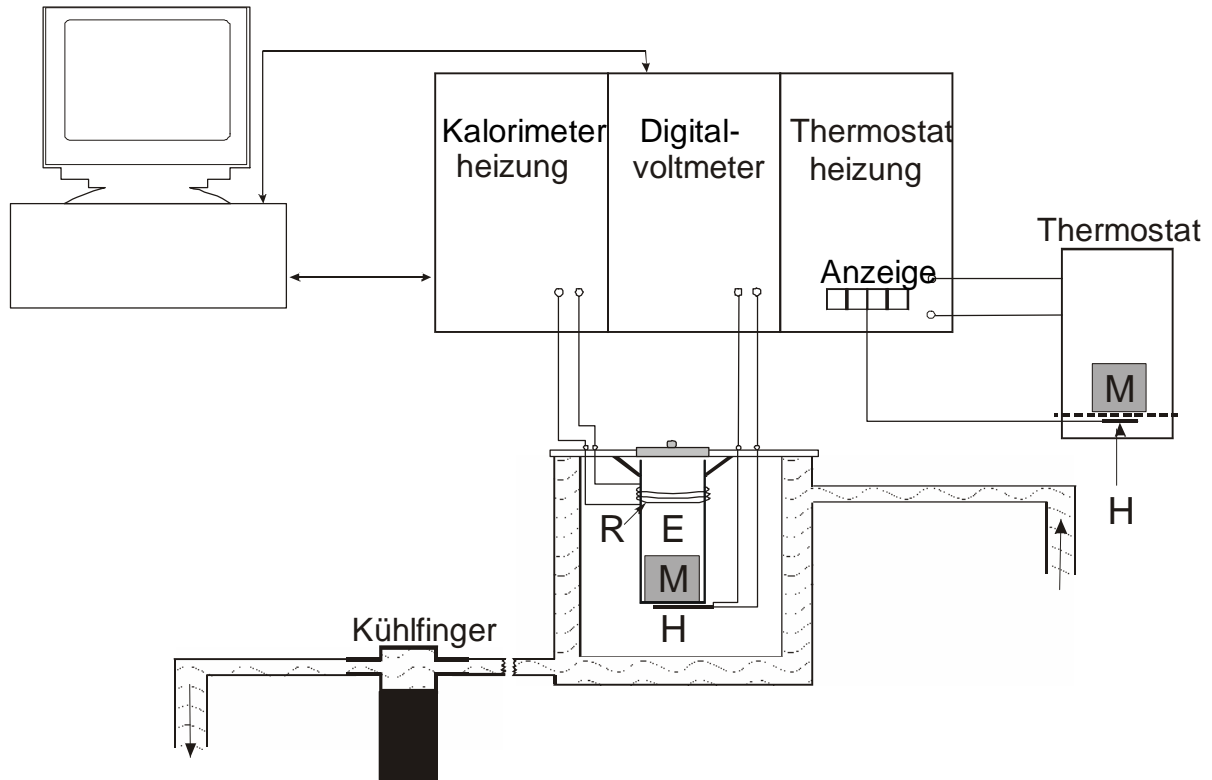 Kalorimeter
heizung
Digital-
voltmeter
Thermostat
heizung
Anzeige
Thermostat
M
H
R
E
M
H
Kühlfinger